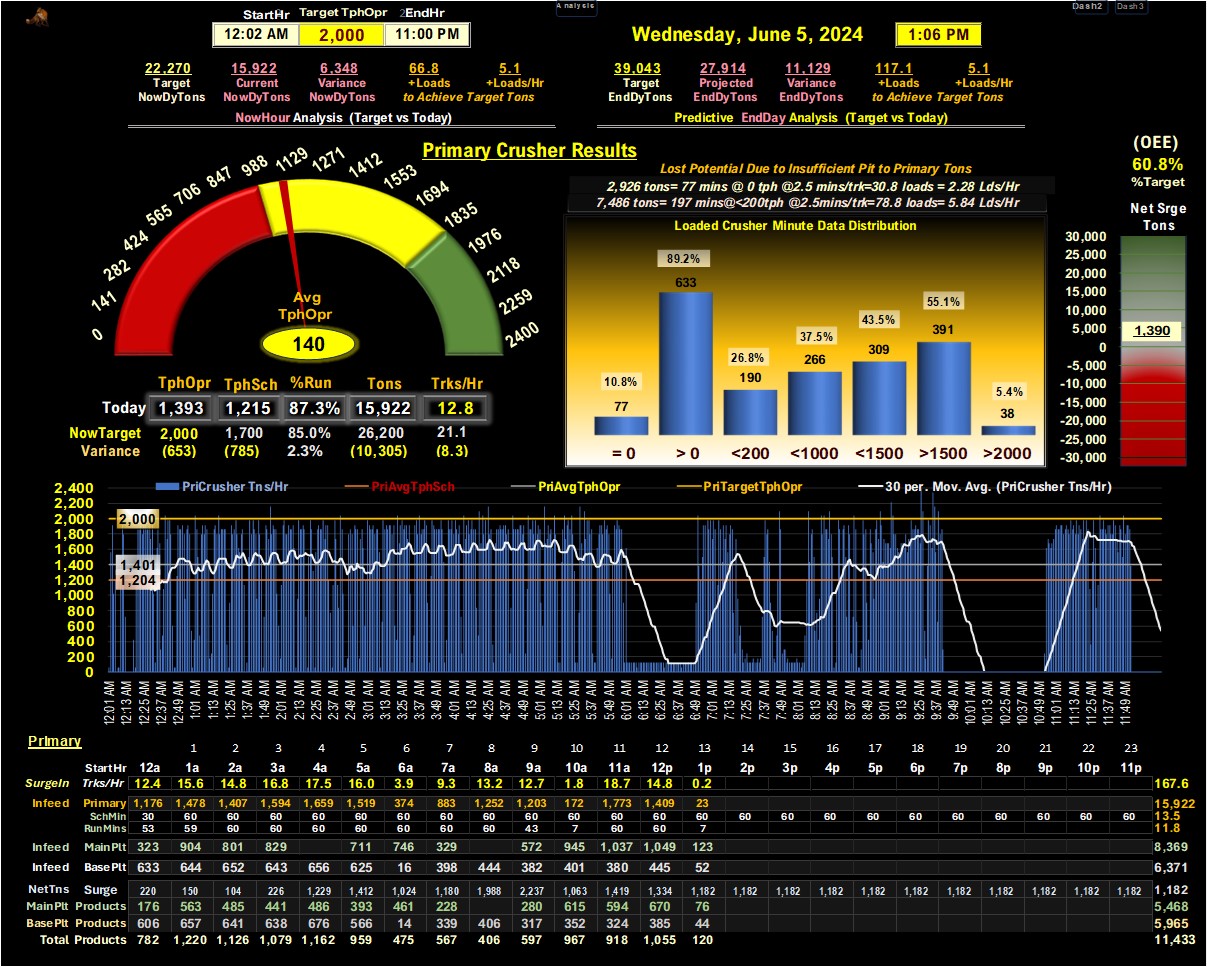 Analysis
Dash2 Dash3
StartHr Target TphOpr 2EndHr
12:02 AM 2,000 11:00 PM
Wednesday, June 5, 2024 1:06 PM
22,270 15,922 6,348 66.8 5.1
Target Current Variance +Loads +Loads/Hr
NowDyTons NowDyTons NowDyTons to Achieve Target Tons
NowHour Analysis (Target vs Today)
39,043 27,914 11,129 117.1 5.1
Target Projected Variance +Loads +Loads/Hr
EndDyTons EndDyTons EndDyTons to Achieve Target Tons
Predictive EndDay Analysis (Target vs Today)
Primary Crusher Results
0 141 282 424 565 706 847 988 1129 1271 1412 1553 1694 1835 1976 2118 2259 2400
Avg
TphOpr
140
TphOpr TphSch %Run Tons Trks/Hr
Today 1,393 1,215 87.3% 15,922 12.8
NowTarget 2,000 1,700 85.0% 26,200 21.1
Variance (653) (785) 2.3% (10,305) (8.3)
Lost Potential Due to Insufficient Pit to Primary Tons
2,926 tons= 77 mins @ 0 tph @2.5 mins/trk=30.8 loads = 2.28 Lds/Hr
7,486 tons= 197 mins@<200tph @2.5mins/trk=78.8 loads= 5.84 Lds/Hr
Loaded Crusher Minute Data Distribution
10.8% 89.2% 26.8% 37.5% 43.5% 55.1% 5.4%
77 633 190 266 309 391 38
= 0 > 0 <200 <1000 <1500 >1500 >2000
(OEE)
60.8%
%Target
Net Srge
Tons
30,000
25,000
20,000
15,000
10,000
5,000
0
-5,000
-10,000
-15,000
-20,000
-25,000
-30,000
1,390
PriCrusher Tns/Hr PriAvgTphSch PriAvgTphOpr PriTargetTphOpr 30 per. Mov. Avg. (PriCrusher Tns/Hr)
2,400
2,200
2,000
1,800
1,600
1,400
1,200
1,000
800
600
400
200
0
2,000
1,401
1,204
12:01 AM 12:13 AM 12:25 AM 12:37 AM 12:49 AM 1:01 AM 1:13 AM 1:25 AM 1:37 AM 1:49 AM 2:01 AM 2:13 AM 2:25 AM 2:37 AM 2:49 AM 3:01 AM 3:13 AM 3:25 AM 3:37 AM 3:49 AM 4:01 AM 4:13 AM 4:25 AM 4:37 AM 4:49 AM 5:01 AM 5:13 AM 5:25 AM 5:37 AM 5:49 AM 6:01 AM 6:13 AM 6:25 AM 6:37 AM 6:49 AM 7:01 AM 7:13 AM 7:25 AM 7:37 AM 7:49 AM 8:01 AM 8:13 AM 8:25 AM 8:37 AM 8:49 AM 9:01 AM 9:13 AM 9:25 AM 9:37 AM 9:49 AM 10:01 AM 10:13 AM 10:25 AM 10:37 AM 10:49 AM 11:01 AM 11:13 AM 11:25 AM 11:37 AM 11:49 AM
Primary
1 2 3 4 5 6 7 8 9 10 11 12 13 14 15 16 17 18 19 20 21 22 23
StartHr 12a 1a 2a 3a 4a 5a 6a 7a 8a 9a 10a 11a 12p 1p 2p 3p 4p 5p 6p 7p 8p 9p 10p 11p
SurgeIn Trks/Hr 12.4 15.6 14.8 16.8 17.5 16.0 3.9 9.3 13.2 12.7 1.8 18.7 14.8 0.2 167.6
Infeed Primary 1,176 1,478 1,407 1,594 1,659 1,519 374 883 1,252 1,203 172 1,773 1,409 23 15,922
SchMin 30 60 60 60 60 60 60 60 60 60 60 60 60 60 60 60 60 60 60 60 60 60 60 60 13.5
RunMins 53 59 60 60 60 60 60 60 60 43 7 60 60 7 11.8
Infeed MainPlt 323 904 801 829 711 746 329 572 945 1,037 1,049 123 8,369
Infeed BasePlt 633 644 652 643 656 625 16 398 444 382 401 380 445 52 6,371
NetTns Surge 220 150 104 226 1,229 1,412 1,024 1,180 1,988 2,237 1,063 1,419 1,334 1,182 1,182 1,182 1,182 1,182 1,182 1,182 1,182 1,182 1,182 1,182 1,182
MainPlt Products 176 563 485 441 486 393 461 228 280 615 594 670 76 5,468
BasePlt Products 606 657 641 638 676 566 14 339 406 317 352 324 385 44 5,965
Total Products 782 1,220 1,126 1,079 1,162 959 475 567 406 597 967 918 1,055 120 11,433